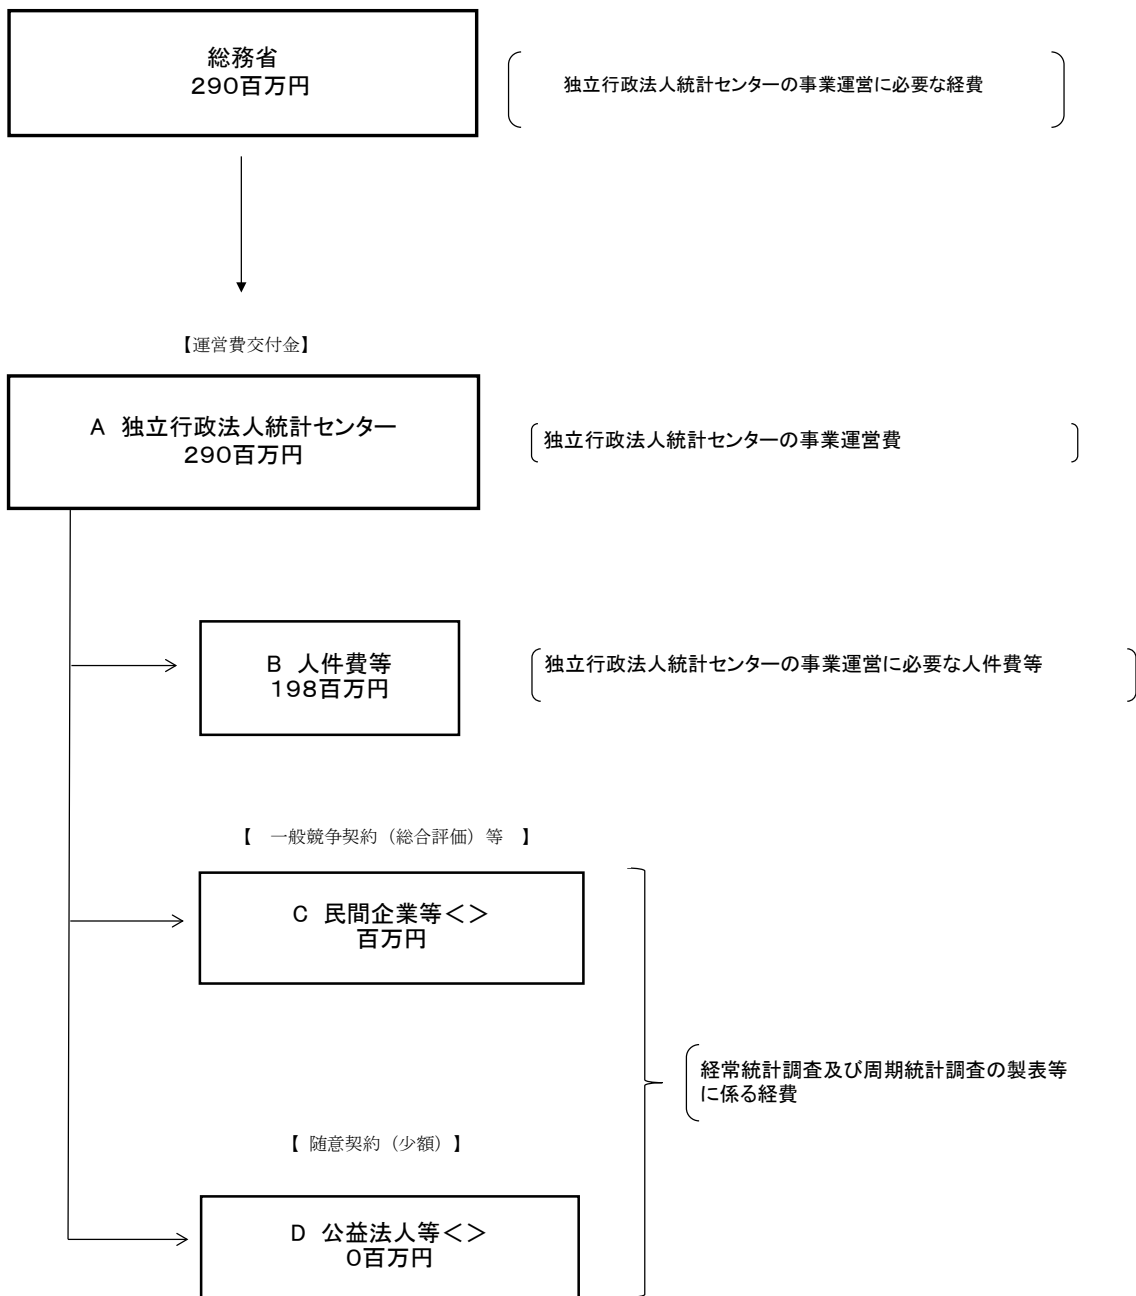 総務省
290百万円
独立行政法人統計センターの事業運営に必要な経費
【運営費交付金】
A 独立行政法人統計センター
290百万円
独立行政法人統計センターの事業運営費
B 人件費等
198百万円
独立行政法人統計センターの事業運営に必要な人件費等
【 一般競争契約（総合評価）等 】
C 民間企業等＜＞
百万円
経常統計調査及び周期統計調査の製表等
に係る経費
【 随意契約（少額）】
D 公益法人等＜＞
0百万円